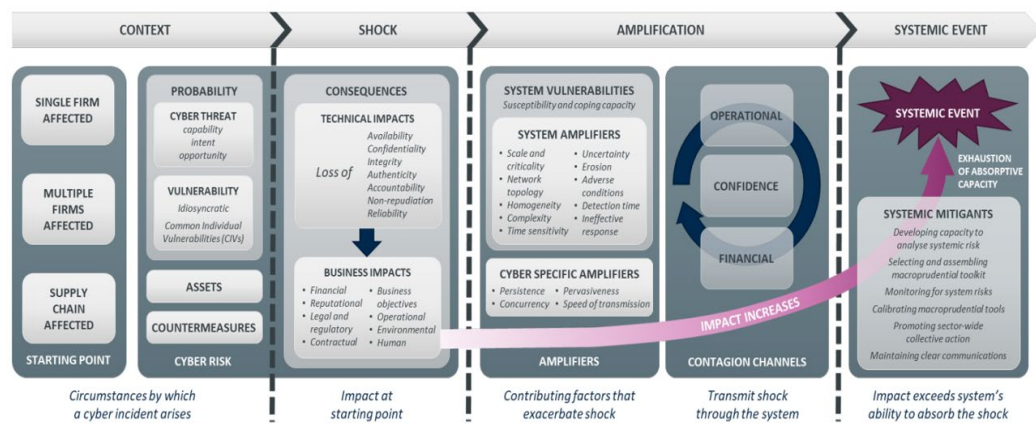 CONTEXT
SHOCK
AMPLIFICATION
SYSTEMIC EVENT
SINGLE FIRM
AFFECTED
MULTIPLE
FIRMS
AFFECTED
SUPPLY
CHAIN
AFFECTED
STARTING POINT
PROBABILITY
CYBER THREAT
capability
intent
opportunity
VULNERABILITY
Idiosyncratic
Common Individual
Vulnerabilities (CIVs)
ASSETS
COUNTERMEASURES
CYBER RISK
Circumstances by which
a cyber incident arises
CONSEQUENCES
TECHNICAL IMPACTS
Loss of
Availability
Confidentiality
Integrity
Authenticity
Accountability
Non-repudiation
Reliability
BUSINESS IMPACTS
• Financial
• Reputational
• Legal and
regulatory
• Contractual
• Business
objectives
• Operational
• Environmental
• Human
Impact at
starting point
SYSTEM VULNERABILITIES
Susceptibility and coping capacity
SYSTEM AMPLIFIERS
• Scale and
criticality
• Network
topology
• Homogeneity
• Complexity
• Time sensitivity
• Uncertainty
• Erosion
• Adverse
conditions
• Detection time
• Ineffective
response
CYBER SPECIFIC AMPLIFIERS
• Persistence
• Concurrency
• Pervasiveness
• Speed of transmission
AMPLIFIERS
Contributing factors that
exacerbate shock
OPERATIONAL
CONFIDENCE
FINANCIAL
IMPACT INCREASES
CONTAGION CHANNELS
Transmit shock
through the system
SYSTEMIC EVENT
EXHAUSTION
OF ABSORPTIVE
CAPACITY
SYSTEMIC MITIGANTS
Developing capacity to
analyse systemic risk
Selecting and assembling
macroprudential toolkit
Monitoring for system risks
Calibrating macroprudential tools
Promoting sector-wide
collective action
Maintaining clear communications
Impact exceeds system's
ability to absorb the shock